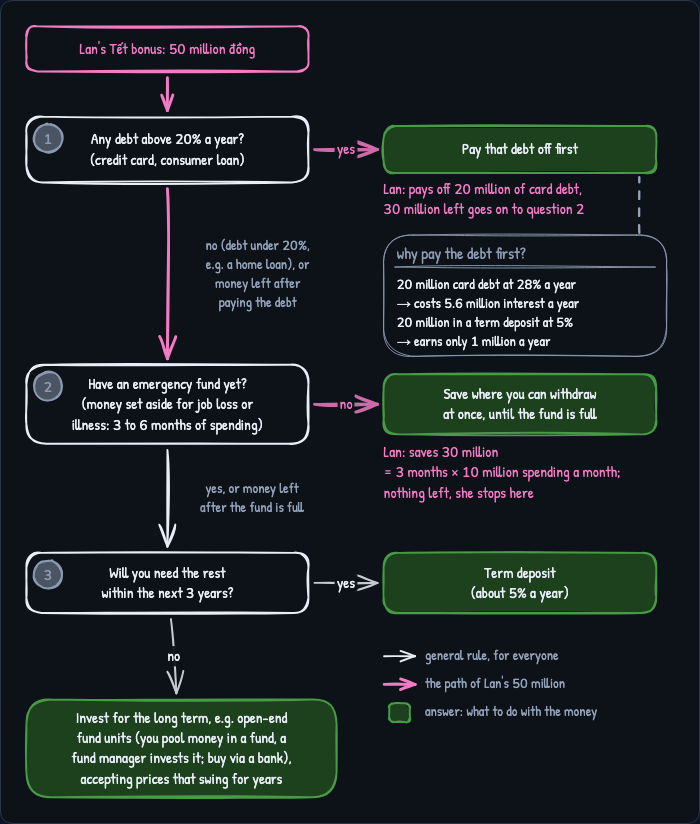 Lan's Tết bonus: 50 million đồng
1
Any debt above 20% a year?
(credit card, consumer loan)
yes
Pay that debt off first
Lan: pays off 20 million of card debt,
30 million left goes on to question 2
no (debt under 20%,
e.g. a home loan), or
money left after
paying the debt
why pay the debt first?
20 million card debt at 28% a year
→ costs 5.6 million interest a year
20 million in a term deposit at 5%
→ earns only 1 million a year
2
Have an emergency fund yet?
(money set aside for job loss or
illness: 3 to 6 months of spending)
no
Save where you can withdraw
at once, until the fund is full
Lan: saves 30 million
= 3 months × 10 million spending a month;
nothing left, she stops here
yes, or money left
after the fund is full
3
Will you need the rest
within the next 3 years?
yes
Term deposit
(about 5% a year)
no
general rule, for everyone
the path of Lan's 50 million
answer: what to do with the money
Invest for the long term, e.g. open-end
fund units (you pool money in a fund, a
fund manager invests it; buy via a bank),
accepting prices that swing for years